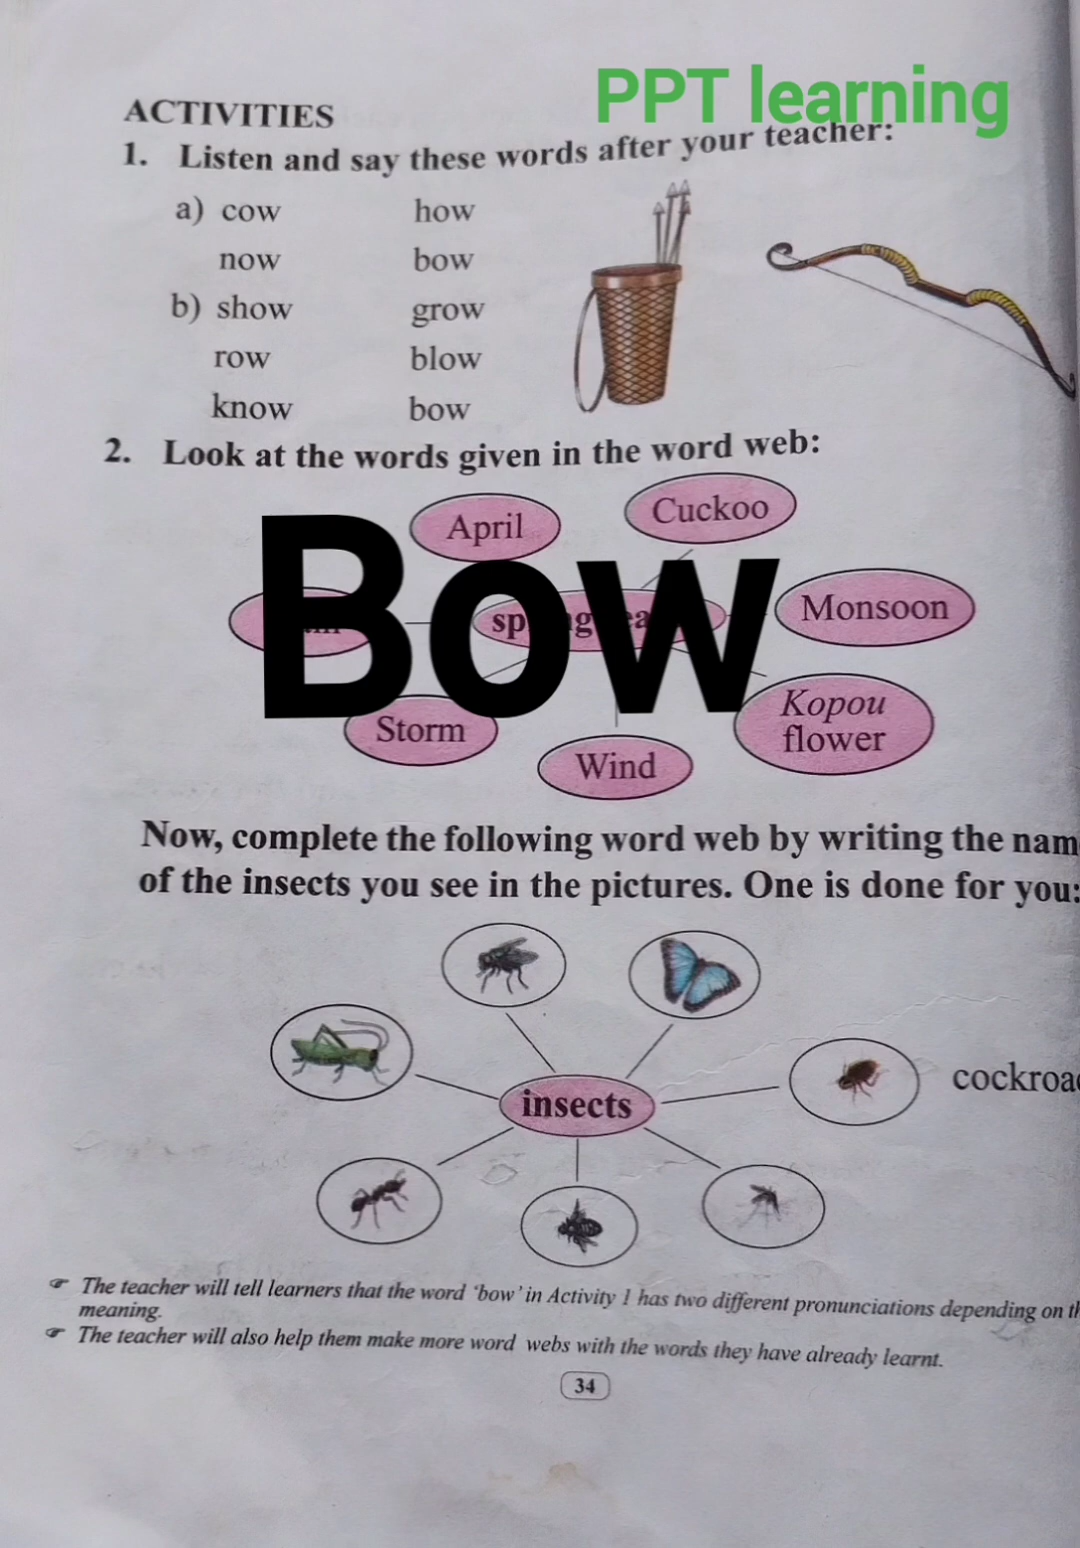 PPT learning
ACTIVITIES
1. Listen and say these words after your teacher:
a) cow how
now bow
b) show grow
row blow
know bow
2. Look at the words given in the word web:
April
Cuckoo
Bow
Monsoon
Storm
Kopou
flower
Wind
Now, complete the following word web by writing the nam
of the insects you see in the pictures. One is done for you:
insects
cockroac
☞ The teacher will tell learners that the word 'bow' in Activity 1 has two different pronunciations depending on th
meaning.
☞ The teacher will also help them make more word webs with the words they have already learnt.
34